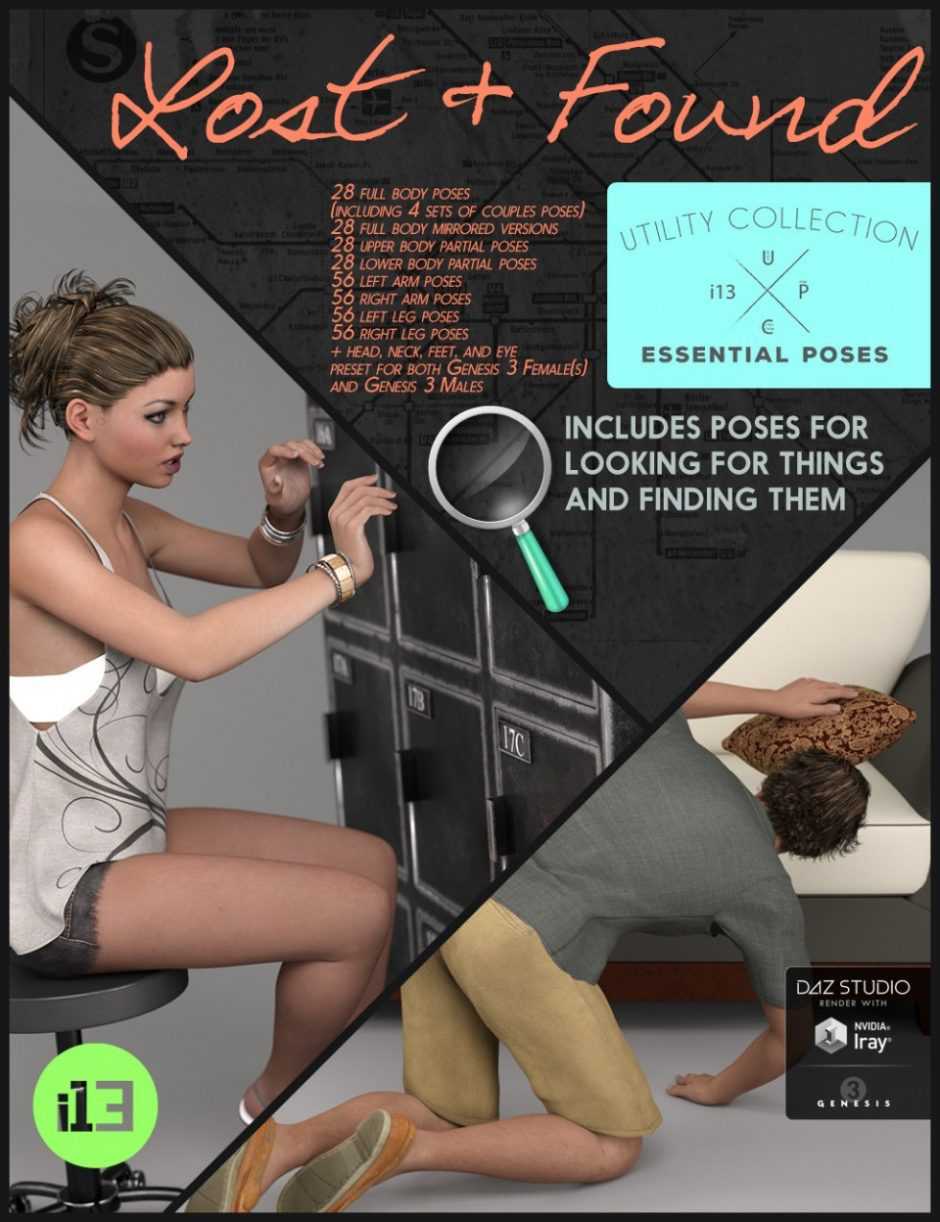 Lost + Found
28 FULL BODY POSES
(INCLUDING 4 SETS OF COUPLES POSES)
28 FULL BODY MIRRORED VERSIONS
28 UPPER BODY PARTIAL POSES
28 LOWER BODY PARTIAL POSES
56 LEFT ARM POSES
56 RIGHT ARM POSES
56 LEFT LEG POSES
56 RIGHT LEG POSES
+ HEAD, NECK, FEET, AND EYE
PRESET FOR BOTH GENESIS 3 FEMALE(S)
AND GENESIS 3 MALES
UTILITY COLLECTION
U
i13 P
C
ESSENTIAL POSES
INCLUDES POSES FOR
LOOKING FOR THINGS
AND FINDING THEM
17B
17C
DAZ STUDIO
RENDER WITH
NVIDIA®
Iray®
3
GENESIS
i13
S